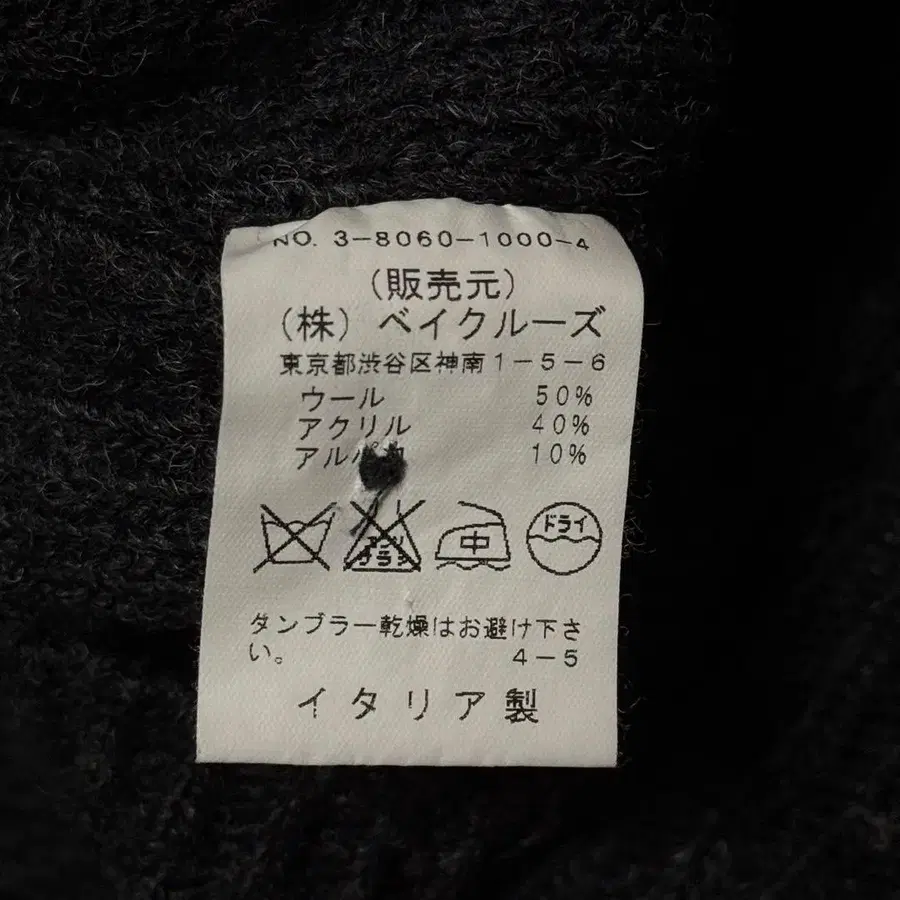 NO. 3-8060-1000-4
(販売元)
(株) ベイクルーズ
東京都渋谷区神南1-5-6
ウール 50%
アクリル 40%
10%
中 ドライ
タンブラー乾燥はお避け下さ
い。 4-5
イタリア製